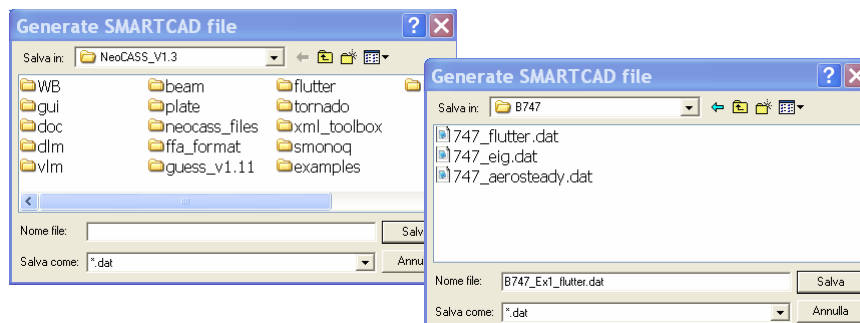 Generate SMARTCAD file
Salva in: NeoCASS_V1.3
WB beam flutter
gui plate tornado
doc neocass_files xml_toolbox
dlm ffa_format smonoq
vlm guess_v1.11 examples
Nome file: Salv
Salva come: *.dat Annu
Generate SMARTCAD file
Salva in: B747
747_flutter.dat
747_eig.dat
747_aerosteady.dat
Nome file: B747_Ex1_flutter.dat Salva
Salva come: *.dat Annulla